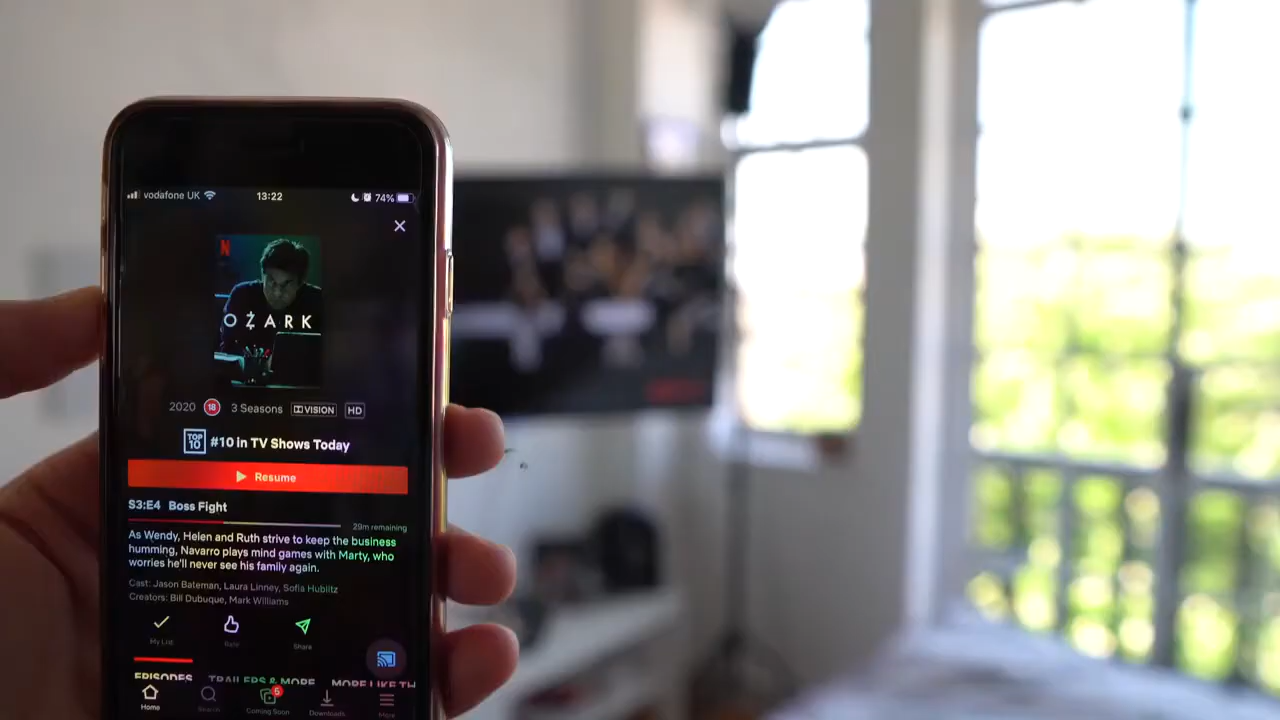 vodafone UK 13:22 74%
N
OZARK
2020 18 3 Seasons VISION HD
TOP 10 #10 in TV Shows Today
Resume
S3:E4 Boss Fight
29m remaining
As Wendy, Helen and Ruth strive to keep the business
humming, Navarro plays mind games with Marty, who
worries he'll never see his family again.
Cast: Jason Bateman, Laura Linney, Sofia Hublitz
Creators: Bill Dubuque, Mark Williams
My List Rate Share
EPISODES TRAILERS & MORE MORE LIKE TH
5
Home Search Coming Soon Downloads More